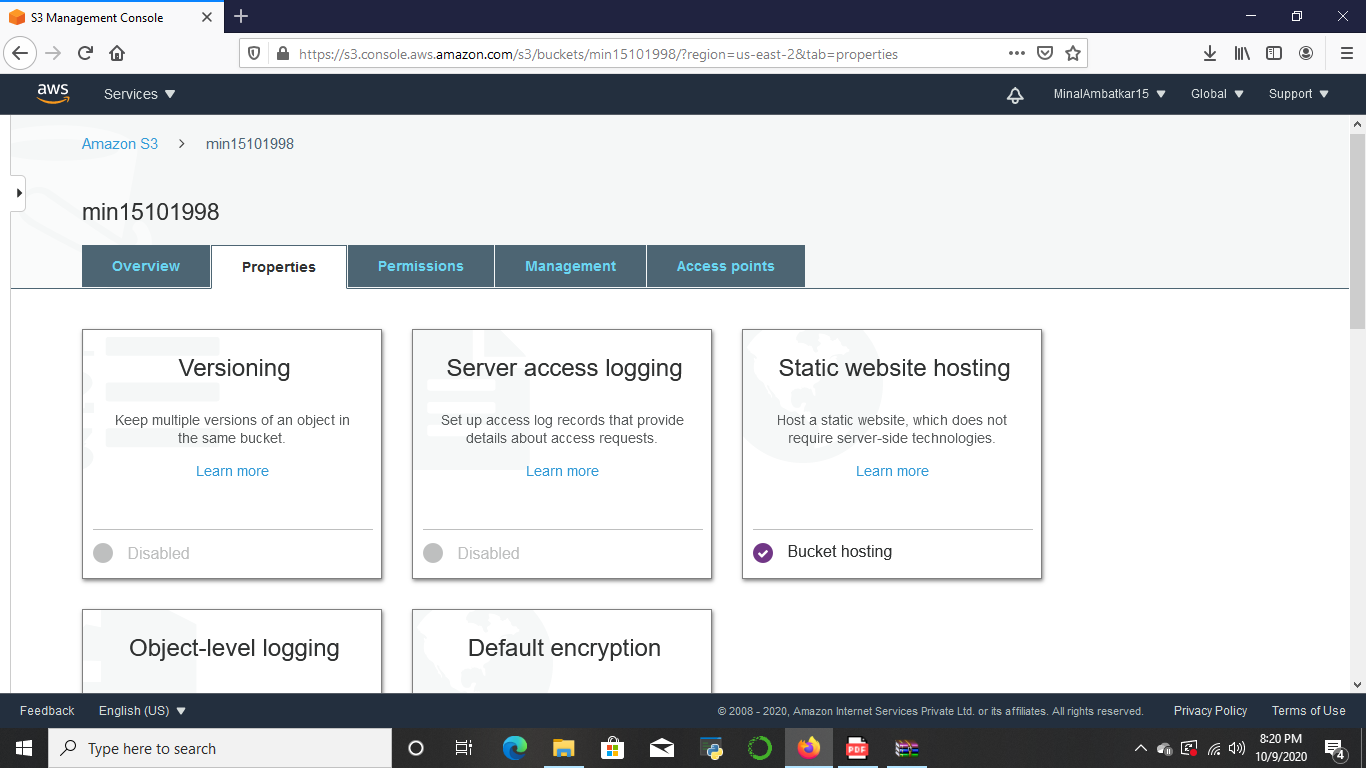 S3 Management Console
https://s3.console.aws.amazon.com/s3/buckets/min15101998/?region=us-east-2&tab=properties
aws
Services
MinalAmbatkar15
Global
Support
Amazon S3 > min15101998
min15101998
Overview
Properties
Permissions
Management
Access points
Versioning
Keep multiple versions of an object in
the same bucket.
Learn more
Disabled
Server access logging
Set up access log records that provide
details about access requests.
Learn more
Disabled
Static website hosting
Host a static website, which does not
require server-side technologies.
Learn more
Bucket hosting
Object-level logging
Default encryption
Feedback
English (US)
© 2008 - 2020, Amazon Internet Services Private Ltd. or its affiliates. All rights reserved.
Privacy Policy
Terms of Use
Type here to search
PDF
8:20 PM
10/9/2020
4